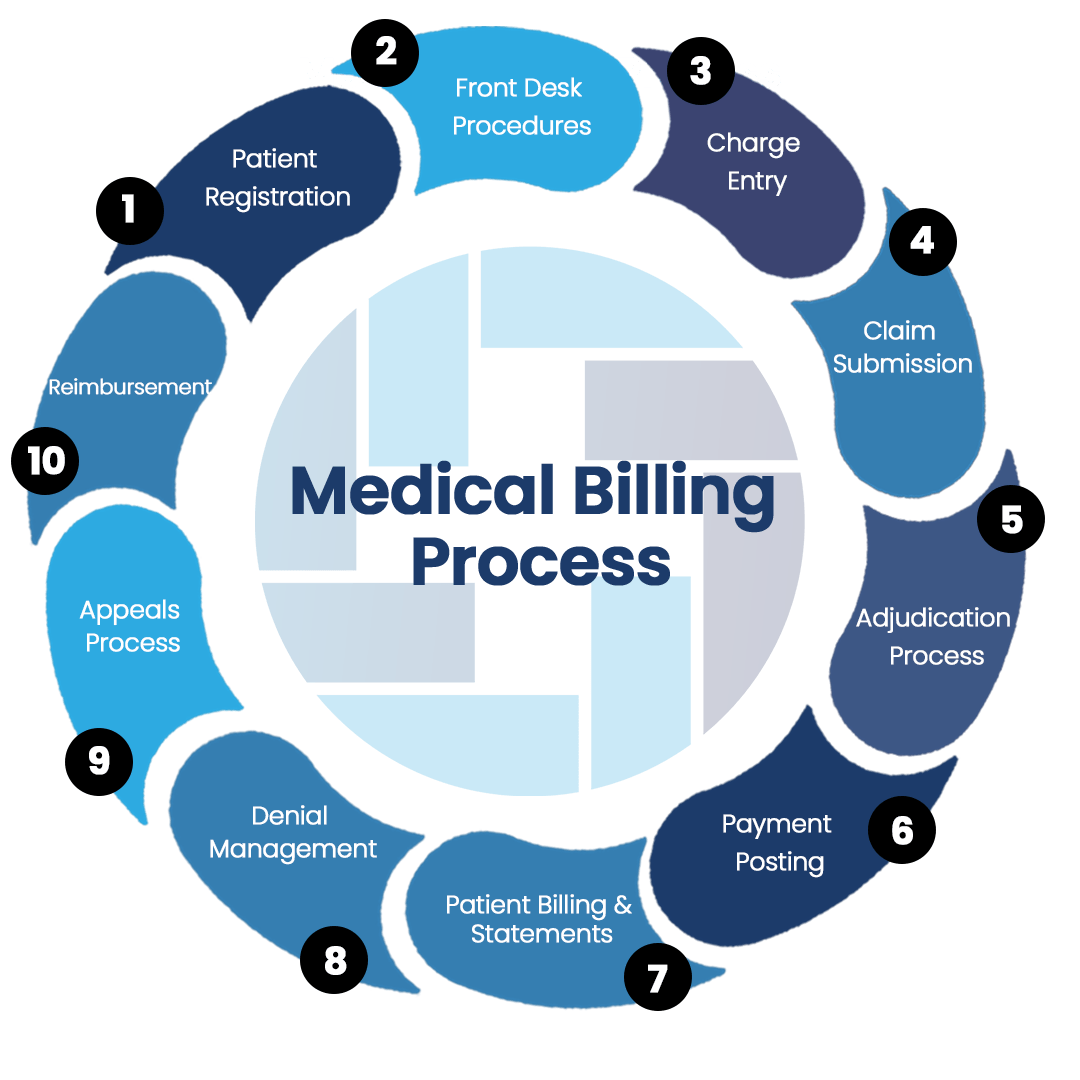 Medical Billing
Process
1
Patient
Registration
2
Front Desk
Procedures
3
Charge
Entry
4
Claim
Submission
5
Adjudication
Process
6
Payment
Posting
7
Patient Billing &
Statements
8
Denial
Management
9
Appeals
Process
10
Reimbursement